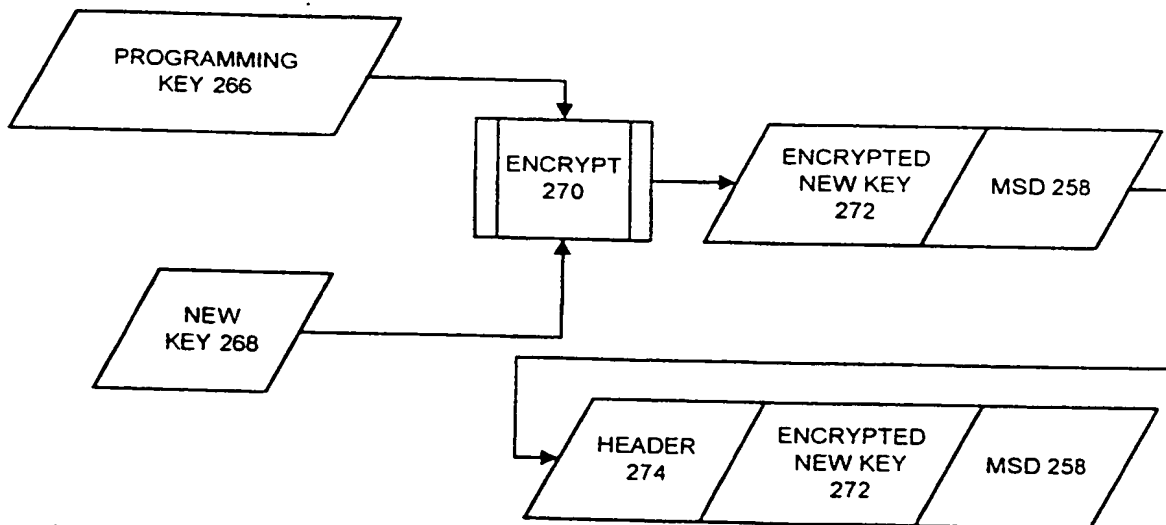 PROGRAMMING
KEY 266
ENCRYPT
270
ENCRYPTED
NEW KEY
272
MSD 258
NEW
KEY 268
HEADER
274
ENCRYPTED
NEW KEY
272
MSD 258